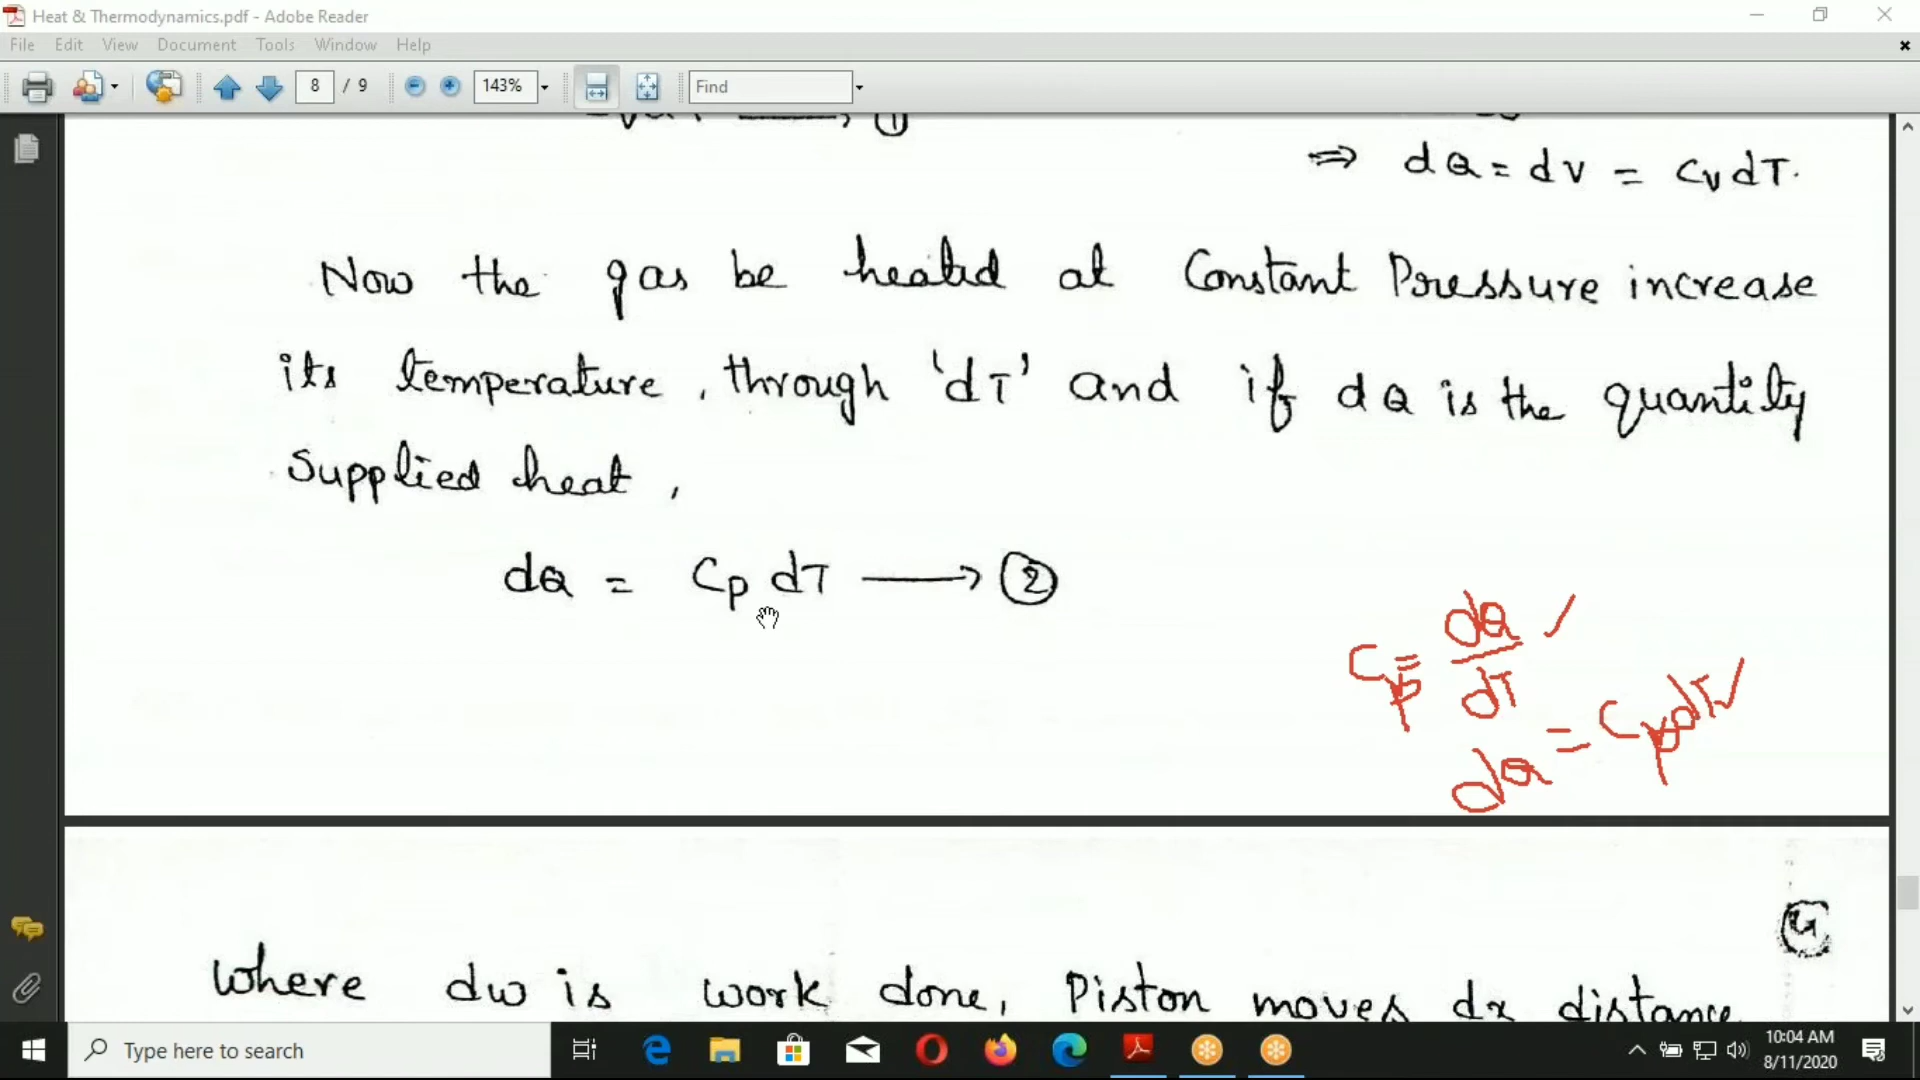 Heat & Thermodynamics.pdf - Adobe Reader
File Edit View Document Tools Window Help
8 / 9 143% Find
①
⇒ dQ = dV = CvdT.
Now the gas be heated at Constant Pressure increase
its temperature, through 'dT' and if dQ is the quantity
Supplied heat,
dQ = Cp dT ⟶ ②
Cp = dQ/dT ✓
dQ = CpdT ✓
Where dw is work done, Piston moves dx distance
Type here to search
10:04 AM
8/11/2020